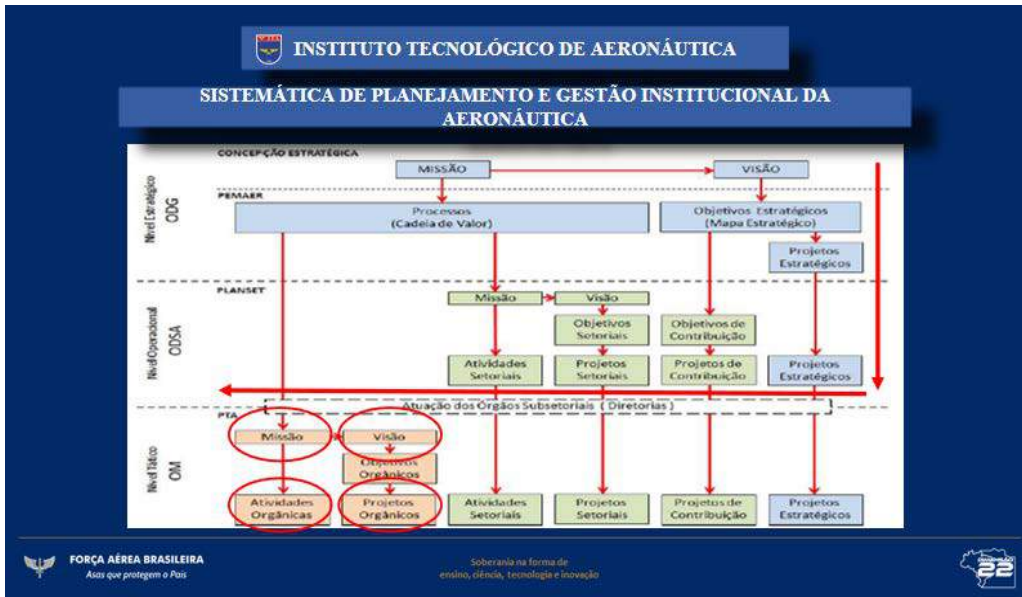 INSTITUTO TECNOLÓGICO DE AERONÁUTICA
SISTEMÁTICA DE PLANEJAMENTO E GESTÃO INSTITUCIONAL DA
AERONÁUTICA
CONCEPÇÃO ESTRATÉGICA
MISSÃO
VISÃO
Nível Estratégico
ODG
PEMAER
Processos
(Cadeia de Valor)
Objetivos Estratégicos
(Mapa Estratégico)
Projetos
Estratégicos
Nível Operacional
ODSA
PLANSET
Missão
Visão
Objetivos
Setoriais
Objetivos de
Contribuição
Atividades
Setoriais
Projetos
Setoriais
Projetos de
Contribuição
Projetos
Estratégicos
Atuação dos Órgãos Subsetoriais (Diretorias)
Nível Tático
OM
PTA
Missão
Visão
Objetivos
Orgânicos
Atividades
Orgânicas
Projetos
Orgânicos
Atividades
Setoriais
Projetos
Setoriais
Projetos de
Contribuição
Projetos
Estratégicos
FORÇA AÉREA BRASILEIRA
Asas que protegem o País
Soberania na forma de
ensino, ciência, tecnologia e inovação
22